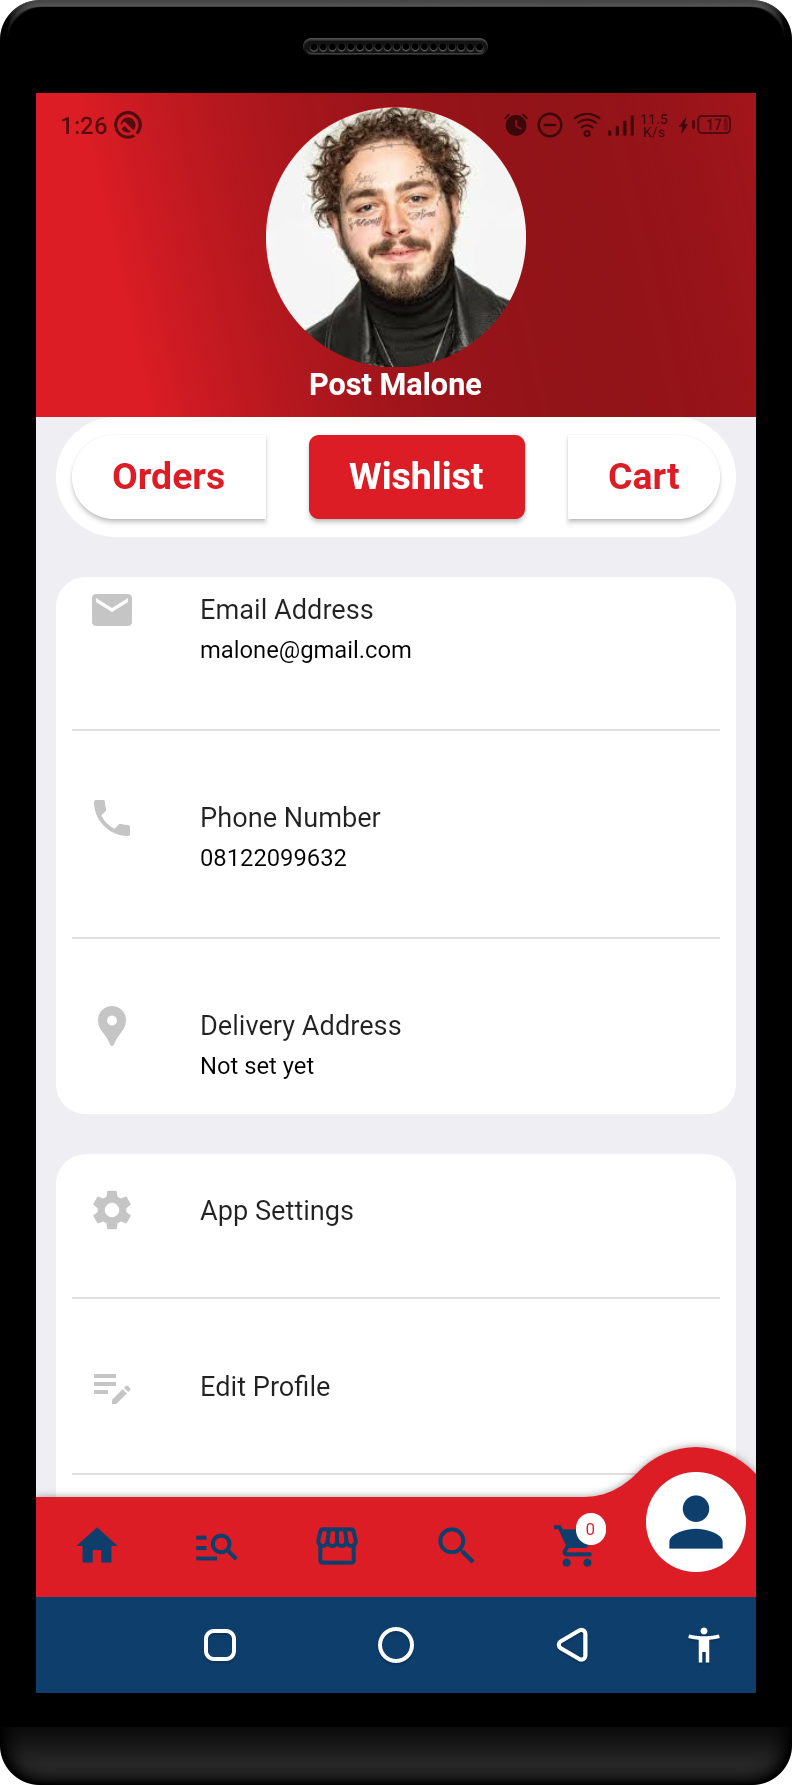 1:26
11.5
K/s
17
Post Malone
Orders
Wishlist
Cart
Email Address
malone@gmail.com
Phone Number
08122099632
Delivery Address
Not set yet
App Settings
Edit Profile
0